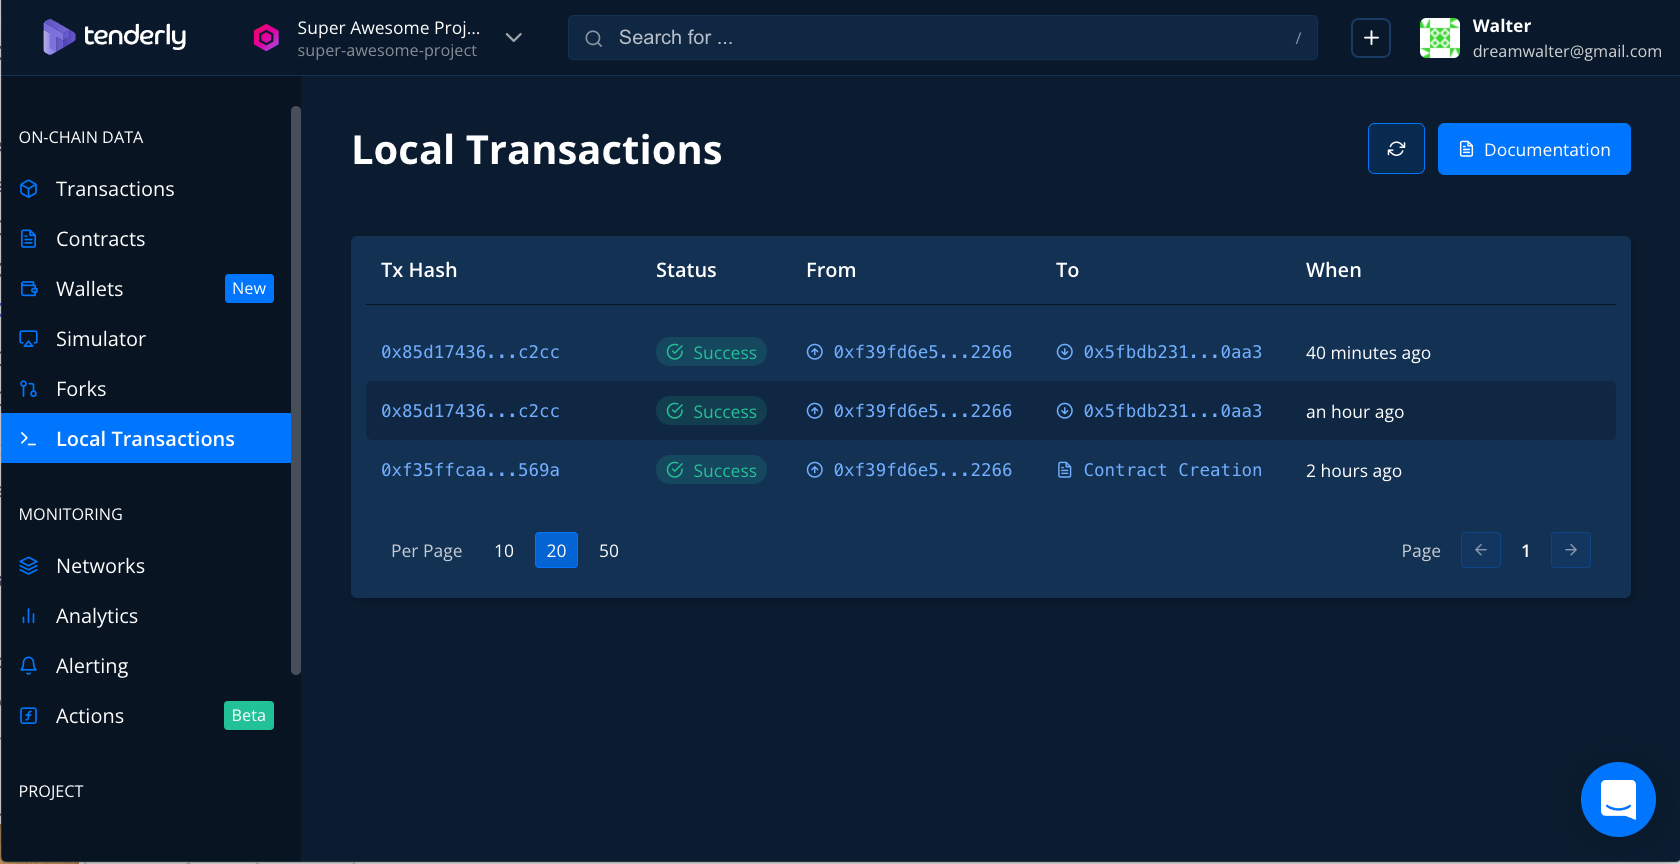 tenderly
Super Awesome Proj...
super-awesome-project
Search for ...
/
+
Walter
dreamwalter@gmail.com
ON-CHAIN DATA
Transactions
Contracts
Wallets New
Simulator
Forks
Local Transactions
MONITORING
Networks
Analytics
Alerting
Actions Beta
PROJECT
Local Transactions
Documentation
Tx Hash Status From To When
0x85d17436...c2cc Success 0xf39fd6e5...2266 0x5fbdb231...0aa3 40 minutes ago
0x85d17436...c2cc Success 0xf39fd6e5...2266 0x5fbdb231...0aa3 an hour ago
0xf35ffcaa...569a Success 0xf39fd6e5...2266 Contract Creation 2 hours ago
Per Page 10 20 50 Page 1